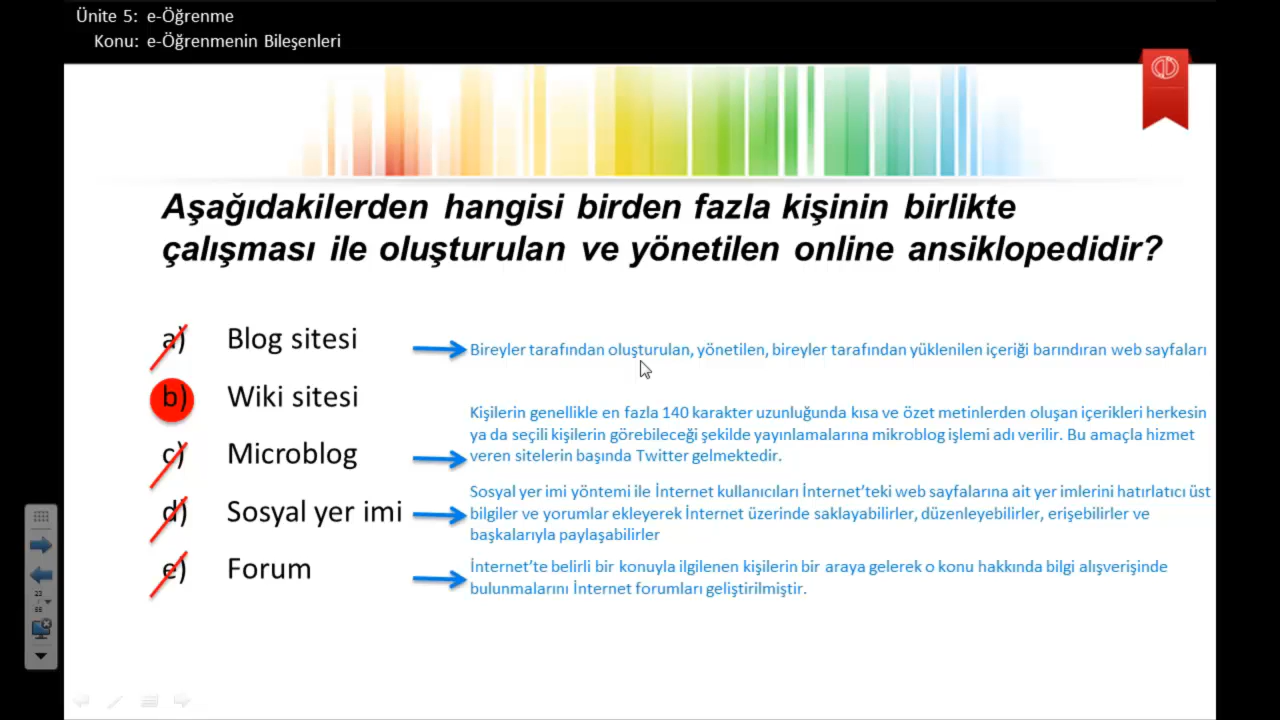 Ünite 5: e-Öğrenme
Konu: e-Öğrenmenin Bileşenleri
Aşağıdakilerden hangisi birden fazla kişinin birlikte
çalışması ile oluşturulan ve yönetilen online ansiklopedidir?
a) Blog sitesi
Bireyler tarafından oluşturulan, yönetilen, bireyler tarafından yüklenilen içeriği barındıran web sayfaları
b) Wiki sitesi
Kişilerin genellikle en fazla 140 karakter uzunluğunda kısa ve özet metinlerden oluşan içerikleri herkesin
ya da seçili kişilerin görebileceği şekilde yayınlamalarına mikroblog işlemi adı verilir. Bu amaçla hizmet
veren sitelerin başında Twitter gelmektedir.
c) Microblog
Sosyal yer imi yöntemi ile İnternet kullanıcıları İnternet'teki web sayfalarına ait yer imlerini hatırlatıcı üst
bilgiler ve yorumlar ekleyerek İnternet üzerinde saklayabilirler, düzenleyebilirler, erişebilirler ve
başkalarıyla paylaşabilirler
d) Sosyal yer imi
İnternet'te belirli bir konuyla ilgilenen kişilerin bir araya gelerek o konu hakkında bilgi alışverişinde
bulunmalarını İnternet forumları geliştirilmiştir.
e) Forum